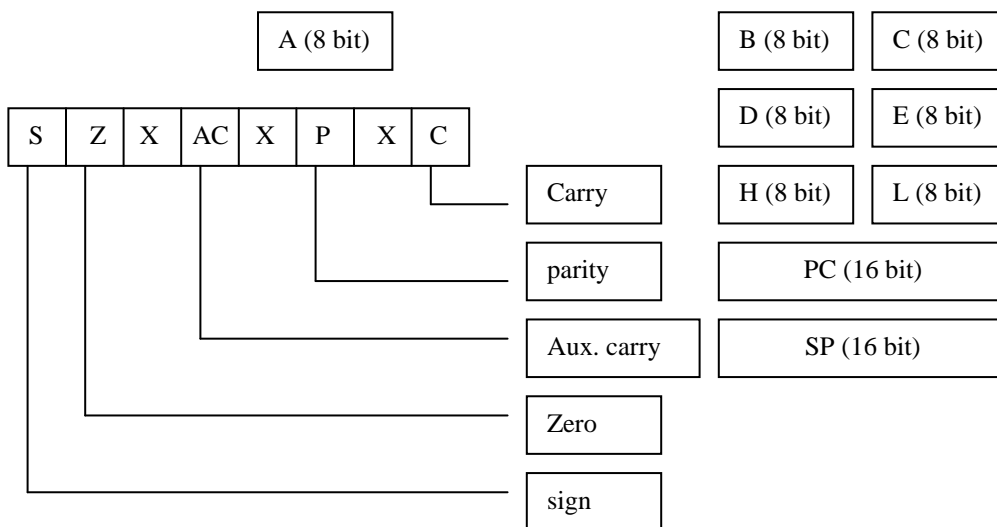 A (8 bit)
B (8 bit) C (8 bit)
S Z X AC X P X C
D (8 bit) E (8 bit)
Carry
H (8 bit) L (8 bit)
parity
PC (16 bit)
Aux. carry
SP (16 bit)
Zero
sign